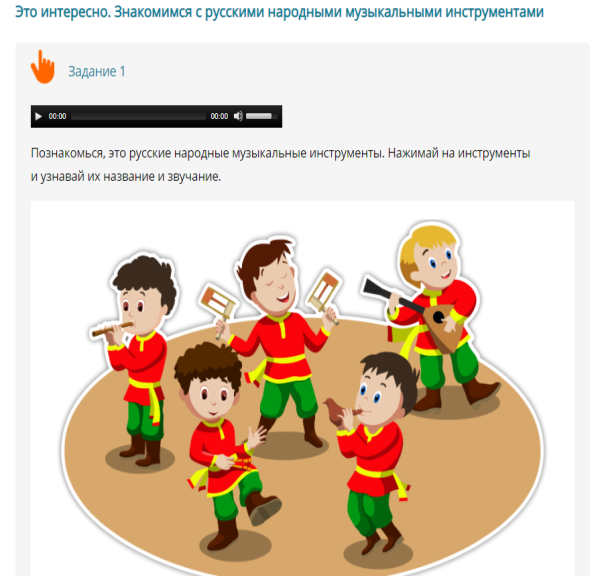 Это интересно. Знакомимся с русскими народными музыкальными инструментами
Задание 1
00:00 00:00
Познакомься, это русские народные музыкальные инструменты. Нажимай на инструменты
и узнавай их название и звучание.